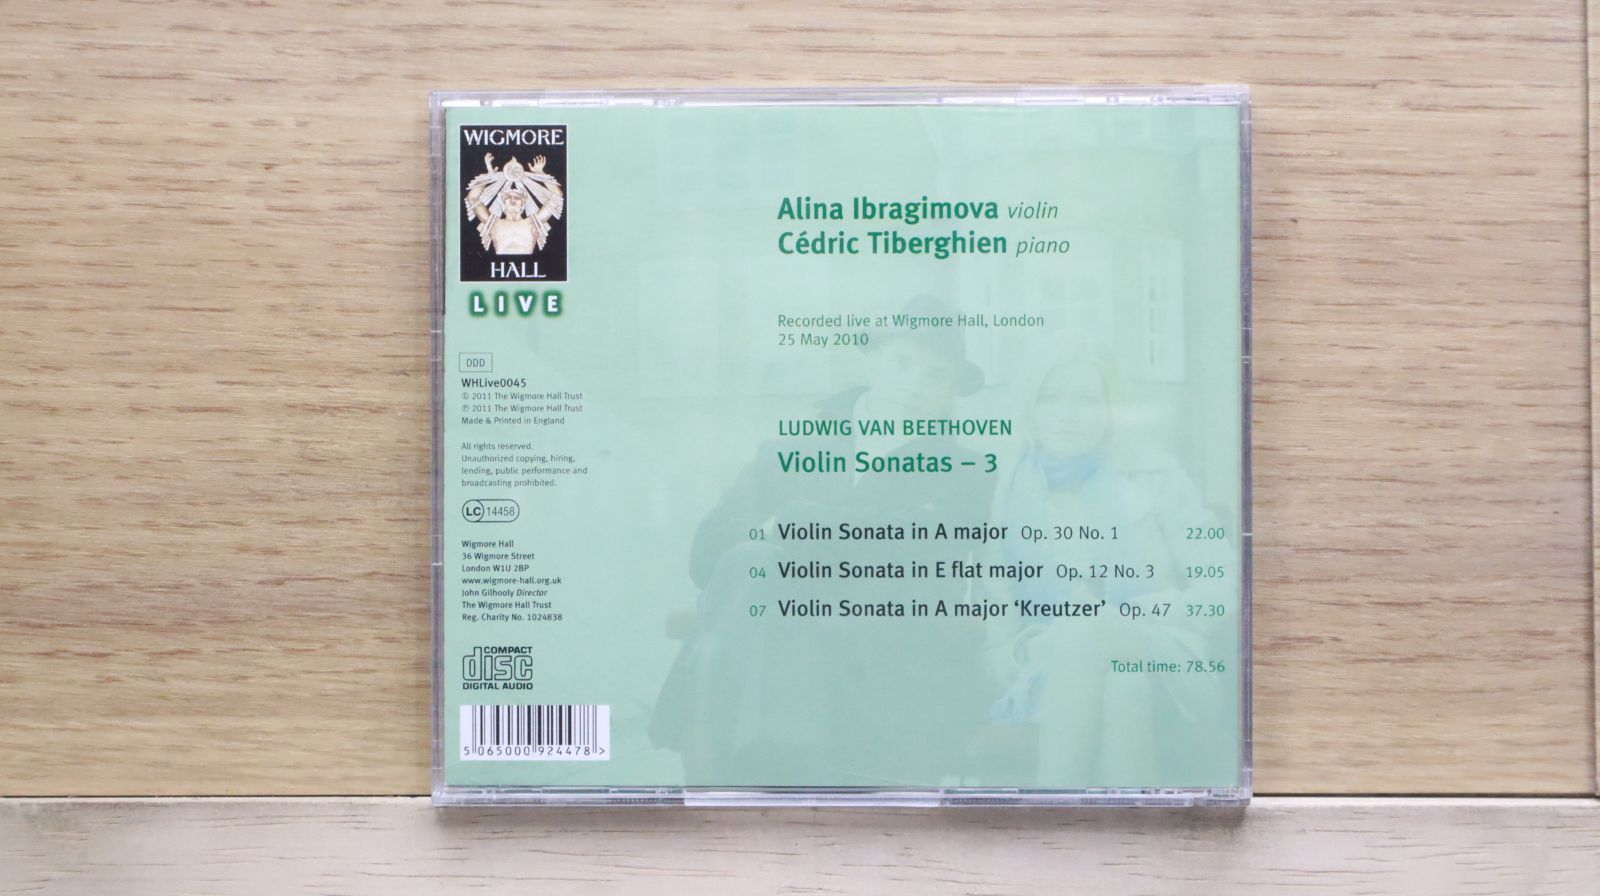 WIGMORE
HALL
LIVE
DDD
WHLive0045
© 2011 The Wigmore Hall Trust
℗ 2011 The Wigmore Hall Trust
Made & Printed in England
All rights reserved.
Unauthorized copying, hiring,
lending, public performance and
broadcasting prohibited.
LC 14458
Wigmore Hall
36 Wigmore Street
London W1U 2BP
www.wigmore-hall.org.uk
John Gilhooly Director
The Wigmore Hall Trust
Reg. Charity No. 1024838
COMPACT
disc
DIGITAL AUDIO
5 065000 924478 >
Alina Ibragimova violin
Cédric Tiberghien piano
Recorded live at Wigmore Hall, London
25 May 2010
LUDWIG VAN BEETHOVEN
Violin Sonatas – 3
01 Violin Sonata in A major Op. 30 No. 1 22.00
04 Violin Sonata in E flat major Op. 12 No. 3 19.05
07 Violin Sonata in A major ‘Kreutzer’ Op. 47 37.30
Total time: 78.56